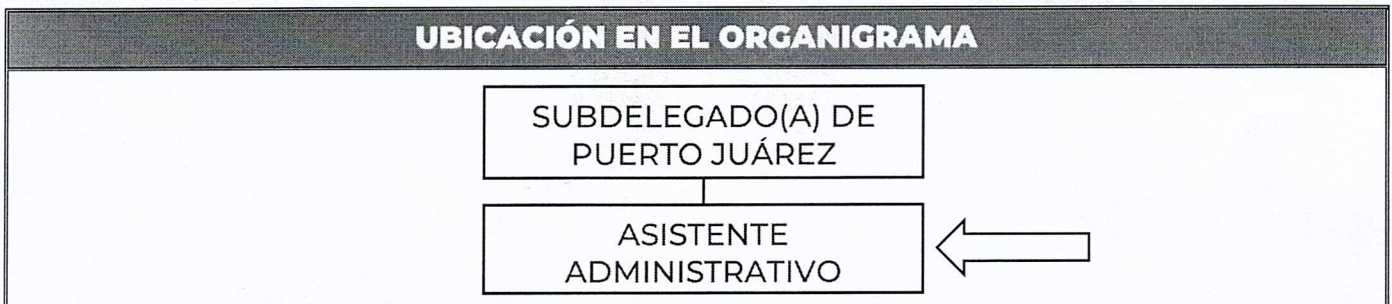 UBICACIÓN EN EL ORGANIGRAMA
SUBDELEGADO(A) DE
PUERTO JUÁREZ
ASISTENTE
ADMINISTRATIVO